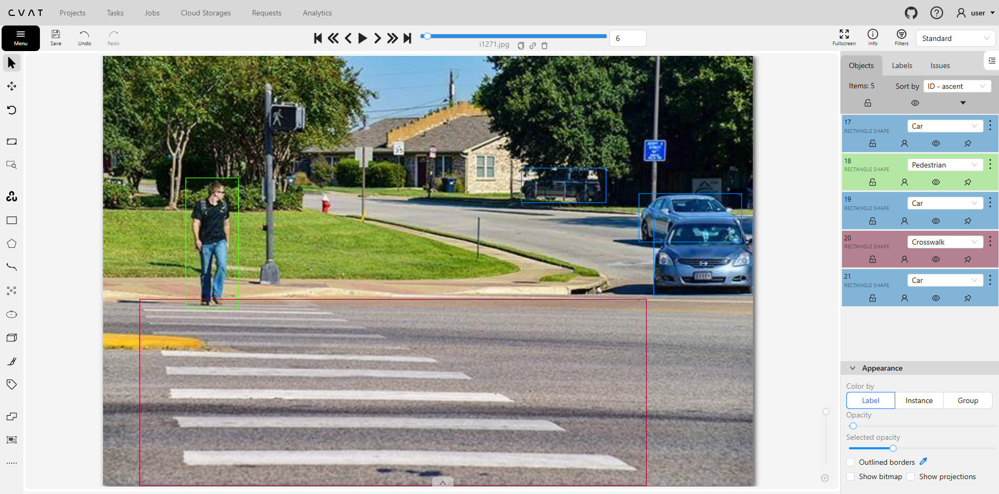 CVAT
Projects
Tasks
Jobs
Cloud Storages
Requests
Analytics
user
Menu
Save
Undo
Redo
i1271.jpg
6
Fullscreen
Info
Filters
Standard
Objects
Labels
Issues
Items: 5
Sort by
ID - ascent
17
RECTANGLE SHAPE
Car
18
RECTANGLE SHAPE
Pedestrian
19
RECTANGLE SHAPE
Car
20
RECTANGLE SHAPE
Crosswalk
21
RECTANGLE SHAPE
Car
35
ADOPT A
STREET
Appearance
Color by
Label
Instance
Group
Opacity
Selected opacity
Outlined borders
Show bitmap
Show projections